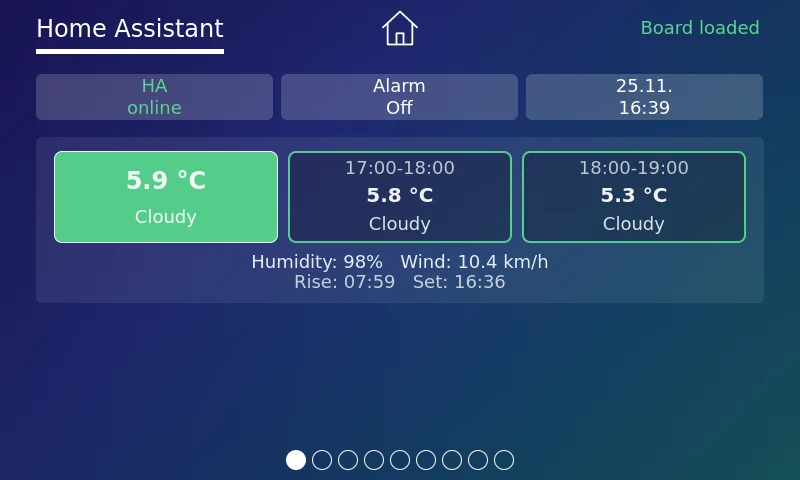 Home Assistant
Board loaded
HA
online
Alarm
Off
25.11.
16:39
5.9 °C
Cloudy
17:00-18:00
5.8 °C
Cloudy
18:00-19:00
5.3 °C
Cloudy
Humidity: 98% Wind: 10.4 km/h
Rise: 07:59 Set: 16:36